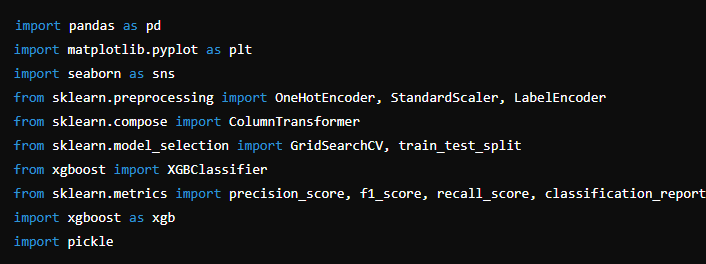 import pandas as pd
import matplotlib.pyplot as plt
import seaborn as sns
from sklearn.preprocessing import OneHotEncoder, StandardScaler, LabelEncoder
from sklearn.compose import ColumnTransformer
from sklearn.model_selection import GridSearchCV, train_test_split
from xgboost import XGBClassifier
from sklearn.metrics import precision_score, f1_score, recall_score, classification_report
import xgboost as xgb
import pickle